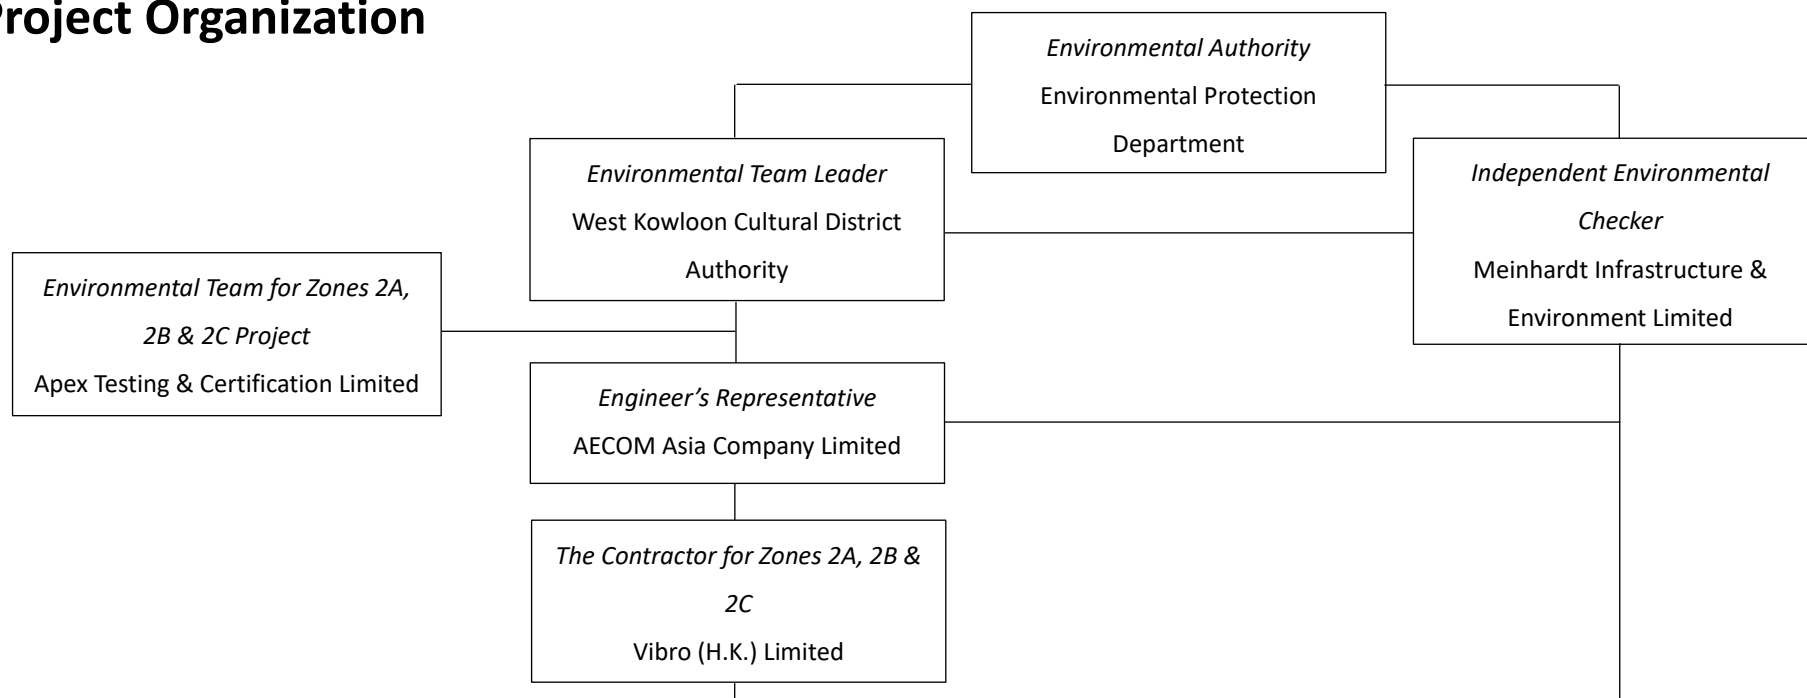 Project Organization
Environmental Authority
Environmental Protection
Department
Environmental Team Leader
West Kowloon Cultural District
Authority
Independent Environmental
Checker
Meinhardt Infrastructure &
Environment Limited
Environmental Team for Zones 2A,
2B & 2C Project
Apex Testing & Certification Limited
Engineer’s Representative
AECOM Asia Company Limited
The Contractor for Zones 2A, 2B &
2C
Vibro (H.K.) Limited